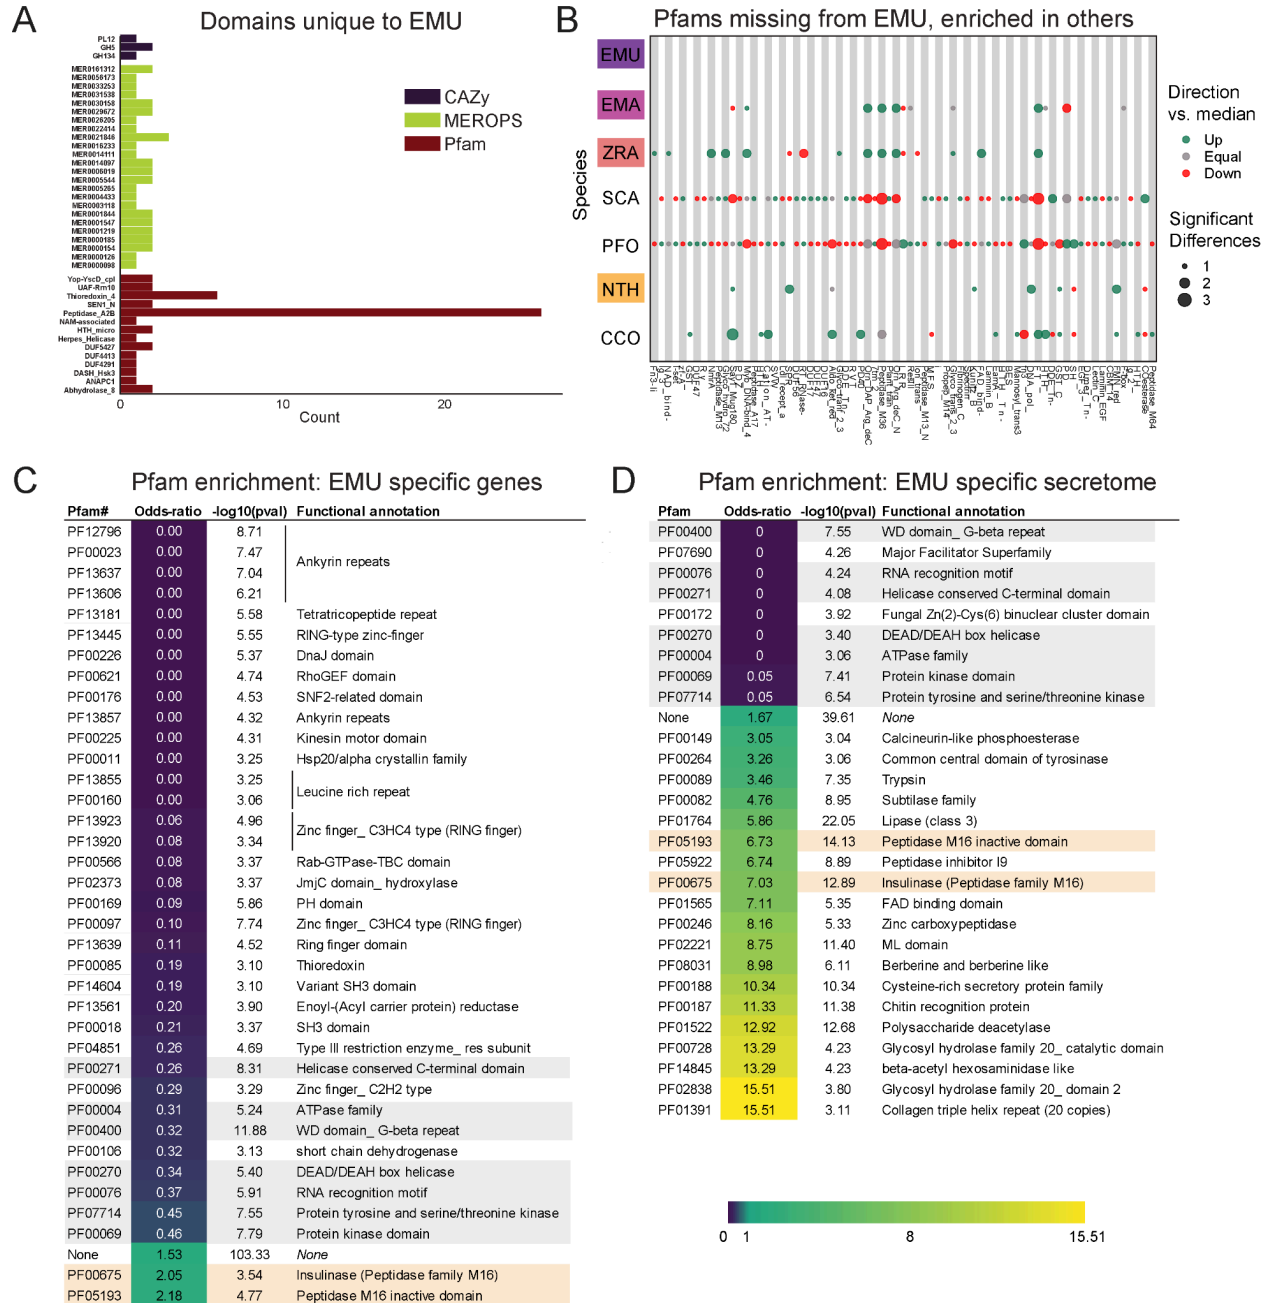 A
Domains unique to EMU
PL12
GH5
GH134
MER0161312
MER0056173
MER0033253
MER0031538
MER0030158
MER0029672
MER0026205
MER0022414
MER0021846
MER0016233
MER0014111
MER0014097
MER0006019
MER0005544
MER0005265
MER0004433
MER0003118
MER0001844
MER0001547
MER0001219
MER0000185
MER0000154
MER0000126
MER0000098
Yop-YscD_cpl
UAF-Rrn10
Thioredoxin_4
SEN1_N
Peptidase_A2B
NAM-associated
HTH_micro
Herpes_Helicase
DUF5427
DUF4413
DUF4291
DASH_Hsk3
ANAPC1
Abhydrolase_8
0 10 20
Count
CAZy
MEROPS
Pfam
B
Pfams missing from EMU, enriched in others
Species
EMU
EMA
ZRA
SCA
PFO
NTH
CCO
Direction
vs. median
Up
Equal
Down
Significant
Differences
1
2
3
NmrA
Peptidase_M13
Peptidase_A17
Peptidase_M36
Peptidase_M13_N
Laminin_B
Mannosyl_trans3
Laminin_EGF
Peptidase_M64
C
Pfam enrichment: EMU specific genes
Pfam# Odds-ratio -log10(pval) Functional annotation
PF12796 0.00 8.71
PF00023 0.00 7.47
Ankyrin repeats
PF13637 0.00 7.04
PF13606 0.00 6.21
PF13181 0.00 5.58 Tetratricopeptide repeat
PF13445 0.00 5.55 RING-type zinc-finger
PF00226 0.00 5.37 DnaJ domain
PF00621 0.00 4.74 RhoGEF domain
PF00176 0.00 4.53 SNF2-related domain
PF13857 0.00 4.32 Ankyrin repeats
PF00225 0.00 4.31 Kinesin motor domain
PF00011 0.00 3.25 Hsp20/alpha crystallin family
PF13855 0.00 3.25
Leucine rich repeat
PF00160 0.00 3.06
PF13923 0.06 4.96
Zinc finger_ C3HC4 type (RING finger)
PF13920 0.08 3.34
PF00566 0.08 3.37 Rab-GTPase-TBC domain
PF02373 0.08 3.37 JmjC domain_ hydroxylase
PF00169 0.09 5.86 PH domain
PF00097 0.10 7.74 Zinc finger_ C3HC4 type (RING finger)
PF13639 0.11 4.52 Ring finger domain
PF00085 0.19 3.10 Thioredoxin
PF14604 0.19 3.10 Variant SH3 domain
PF13561 0.20 3.90 Enoyl-(Acyl carrier protein) reductase
PF00018 0.21 3.37 SH3 domain
PF04851 0.26 4.69 Type III restriction enzyme_ res subunit
PF00271 0.26 8.31 Helicase conserved C-terminal domain
PF00096 0.29 3.29 Zinc finger_ C2H2 type
PF00004 0.31 5.24 ATPase family
PF00400 0.32 11.88 WD domain_ G-beta repeat
PF00106 0.32 3.13 short chain dehydrogenase
PF00270 0.34 5.40 DEAD/DEAH box helicase
PF00076 0.37 5.91 RNA recognition motif
PF07714 0.45 7.55 Protein tyrosine and serine/threonine kinase
PF00069 0.46 7.79 Protein kinase domain
None 1.53 103.33 None
PF00675 2.05 3.54 Insulinase (Peptidase family M16)
PF05193 2.18 4.77 Peptidase M16 inactive domain
D
Pfam enrichment: EMU specific secretome
Pfam Odds-ratio -log10(pval) Functional annotation
PF00400 0 7.55 WD domain_ G-beta repeat
PF07690 0 4.26 Major Facilitator Superfamily
PF00076 0 4.24 RNA recognition motif
PF00271 0 4.08 Helicase conserved C-terminal domain
PF00172 0 3.92 Fungal Zn(2)-Cys(6) binuclear cluster domain
PF00270 0 3.40 DEAD/DEAH box helicase
PF00004 0 3.06 ATPase family
PF00069 0.05 7.41 Protein kinase domain
PF07714 0.05 6.54 Protein tyrosine and serine/threonine kinase
None 1.67 39.61 None
PF00149 3.05 3.04 Calcineurin-like phosphoesterase
PF00264 3.26 3.06 Common central domain of tyrosinase
PF00089 3.46 7.35 Trypsin
PF00082 4.76 8.95 Subtilase family
PF01764 5.86 22.05 Lipase (class 3)
PF05193 6.73 14.13 Peptidase M16 inactive domain
PF05922 6.74 8.89 Peptidase inhibitor I9
PF00675 7.03 12.89 Insulinase (Peptidase family M16)
PF01565 7.11 5.35 FAD binding domain
PF00246 8.16 5.33 Zinc carboxypeptidase
PF02221 8.75 11.40 ML domain
PF08031 8.98 6.11 Berberine and berberine like
PF00188 10.34 10.34 Cysteine-rich secretory protein family
PF00187 11.33 11.38 Chitin recognition protein
PF01522 12.92 12.68 Polysaccharide deacetylase
PF00728 13.29 4.23 Glycosyl hydrolase family 20_ catalytic domain
PF14845 13.29 4.23 beta-acetyl hexosaminidase like
PF02838 15.51 3.80 Glycosyl hydrolase family 20_ domain 2
PF01391 15.51 3.11 Collagen triple helix repeat (20 copies)
0 1 8 15.51